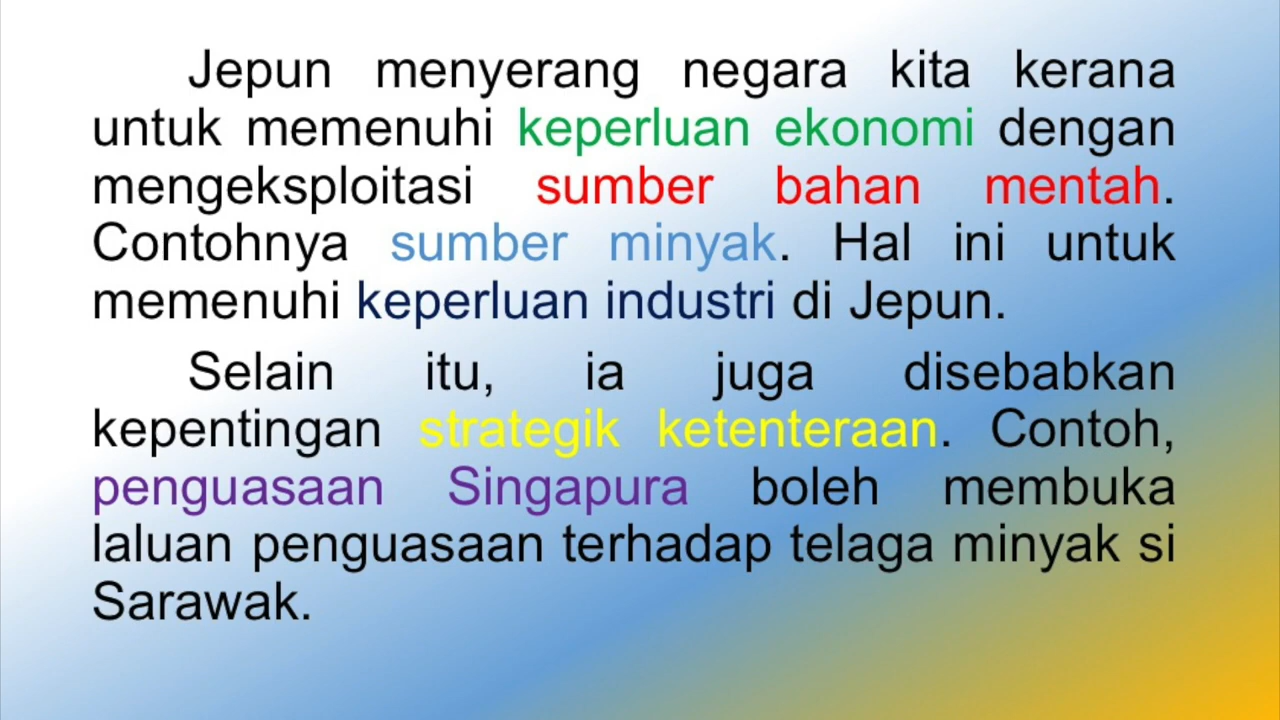 Jepun menyerang negara kita kerana
untuk memenuhi keperluan ekonomi dengan
mengeksploitasi sumber bahan mentah.
Contohnya sumber minyak. Hal ini untuk
memenuhi keperluan industri di Jepun.
Selain itu, ia juga disebabkan
kepentingan strategik ketenteraan. Contoh,
penguasaan Singapura boleh membuka
laluan penguasaan terhadap telaga minyak si
Sarawak.